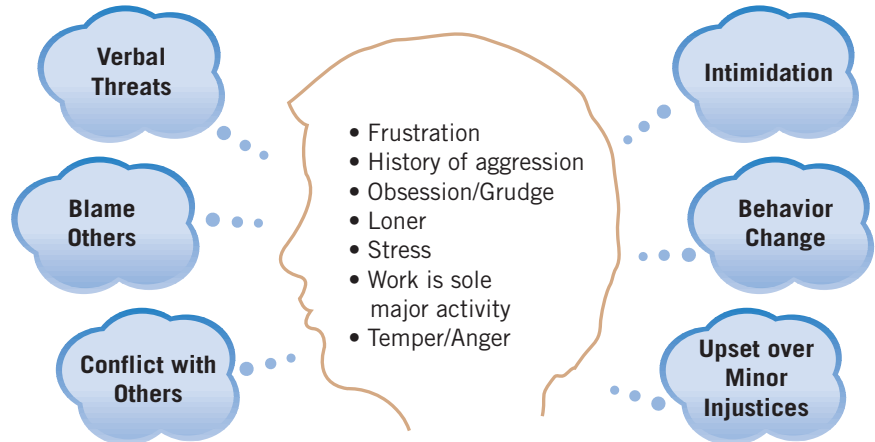 Verbal
Threats
Blame
Others
Conflict with
Others
• Frustration
• History of aggression
• Obsession/Grudge
• Loner
• Stress
• Work is sole
major activity
• Temper/Anger
Intimidation
Behavior
Change
Upset over
Minor
Injustices